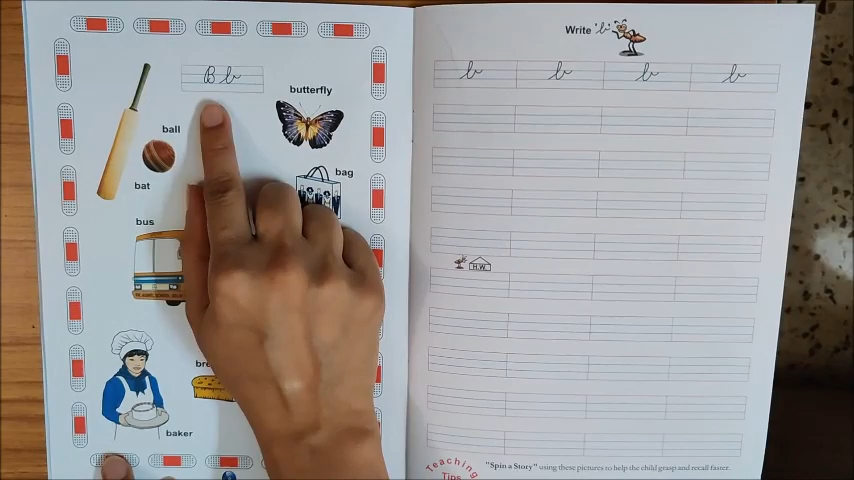 B b
butterfly
ball
bag
bat
bus
baker
Write 'b'
b b b b
H.W.
Teaching
Tips
"Spin a Story" using these pictures to help the child grasp and recall faster.